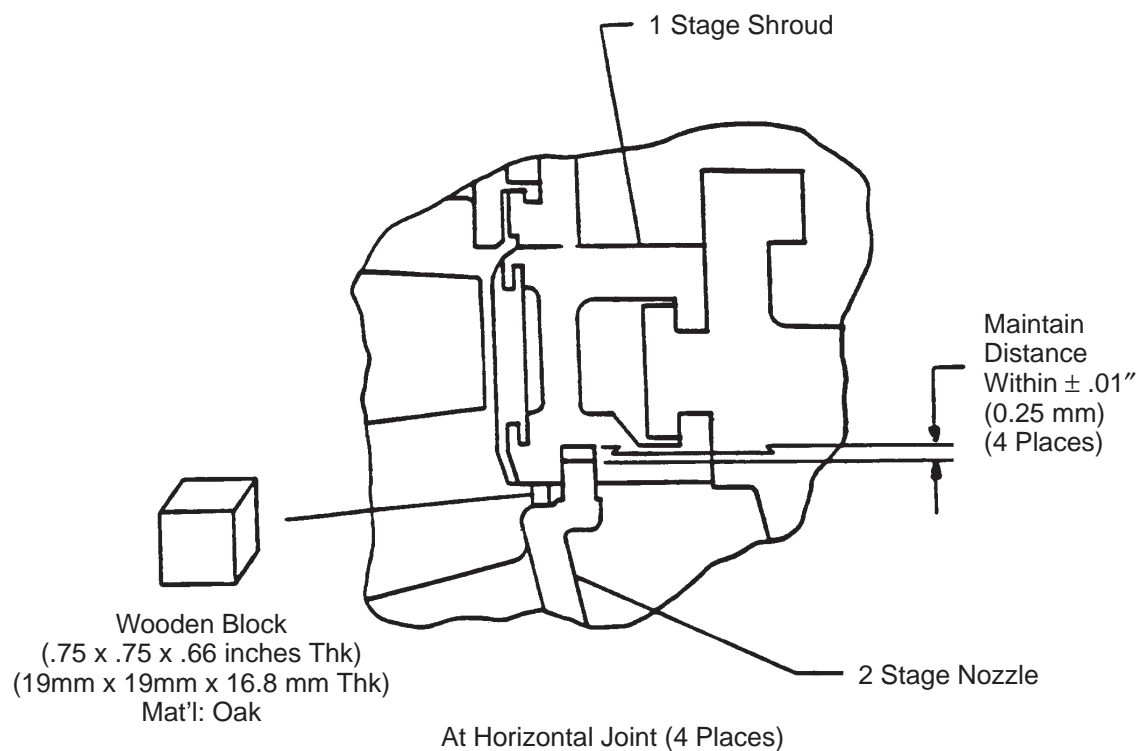 1 Stage Shroud
Maintain
Distance
Within ± .01″
(0.25 mm)
(4 Places)
Wooden Block
(.75 x .75 x .66 inches Thk)
(19mm x 19mm x 16.8 mm Thk)
Mat'l: Oak
2 Stage Nozzle
At Horizontal Joint (4 Places)